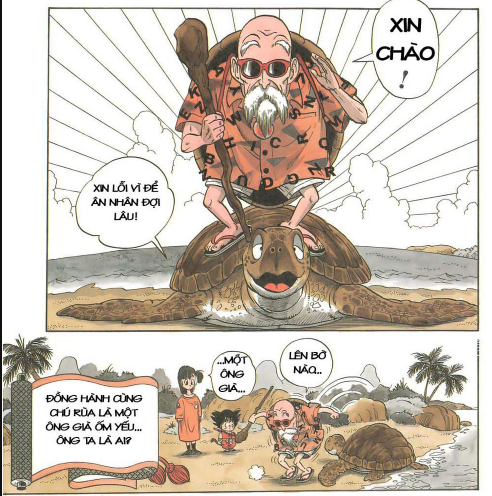 XIN
CHÀO
!
XIN LỖI VÌ ĐỂ
ÂN NHÂN ĐỢI
LÂU!
...MỘT
ÔNG
GIÀ...
LÊN BỜ
NÀO...
ĐỒNG HÀNH CÙNG
CHÚ RÙA LÀ MỘT
ÔNG GIÀ ỐM YẾU...
ÔNG TA LÀ AI?